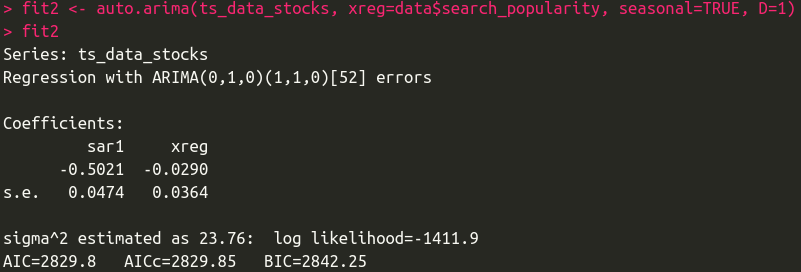 > fit2 <- auto.arima(ts_data_stocks, xreg=data$search_popularity, seasonal=TRUE, D=1)
> fit2
Series: ts_data_stocks
Regression with ARIMA(0,1,0)(1,1,0)[52] errors
Coefficients:
sar1 xreg
-0.5021 -0.0290
s.e. 0.0474 0.0364
sigma^2 estimated as 23.76: log likelihood=-1411.9
AIC=2829.8 AICc=2829.85 BIC=2842.25